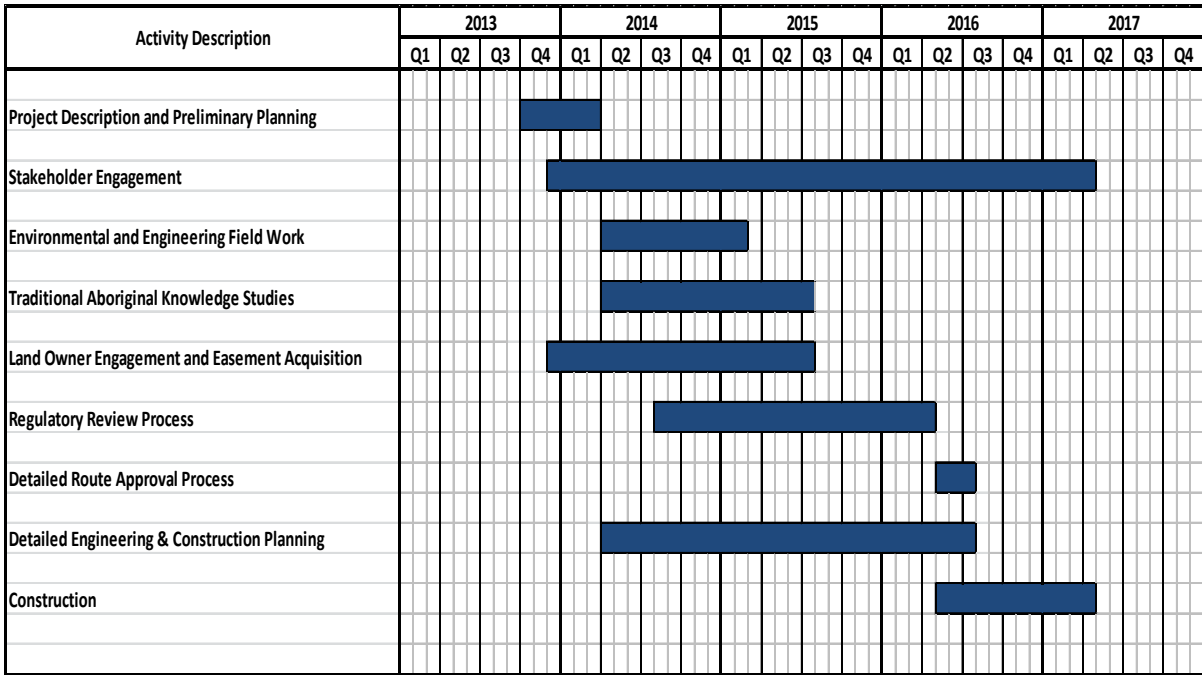 Activity Description
2013 2014 2015 2016 2017
Q1 Q2 Q3 Q4 Q1 Q2 Q3 Q4 Q1 Q2 Q3 Q4 Q1 Q2 Q3 Q4 Q1 Q2 Q3 Q4
Project Description and Preliminary Planning
Stakeholder Engagement
Environmental and Engineering Field Work
Traditional Aboriginal Knowledge Studies
Land Owner Engagement and Easement Acquisition
Regulatory Review Process
Detailed Route Approval Process
Detailed Engineering & Construction Planning
Construction